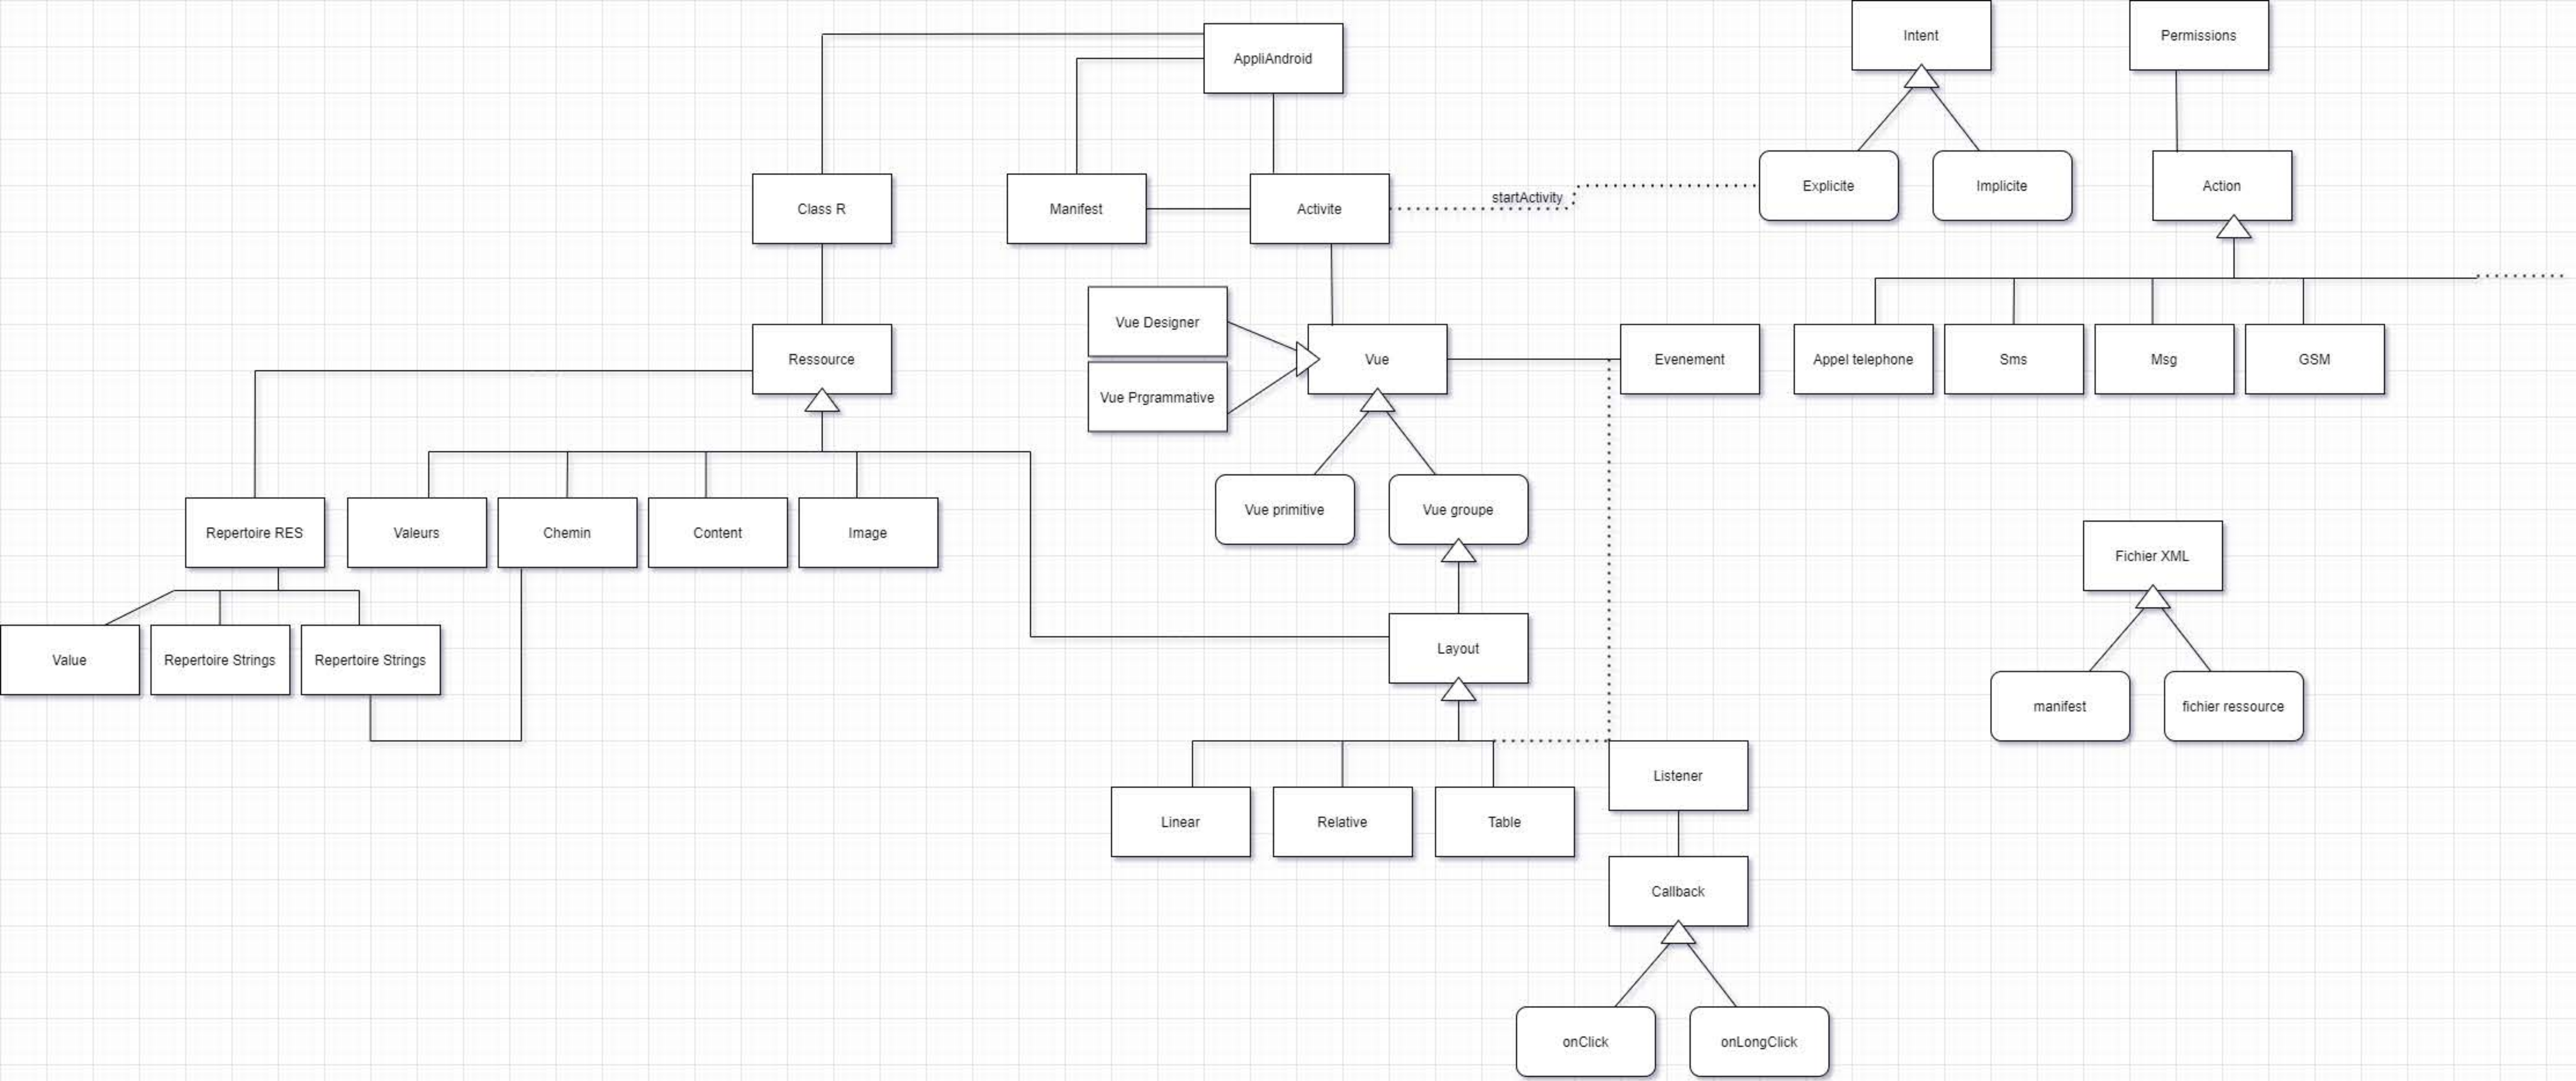 Intent
Permissions
AppliAndroid
Explicite
Implicite
Action
Class R
Manifest
Activite
startActivity
Vue Designer
Ressource
Vue
Evenement
Appel telephone
Sms
Msg
GSM
Vue Prgrammative
Vue primitive
Vue groupe
Repertoire RES
Valeurs
Chemin
Content
Image
Fichier XML
Layout
Value
Repertoire Strings
Repertoire Strings
manifest
fichier ressource
Listener
Linear
Relative
Table
Callback
onClick
onLongClick